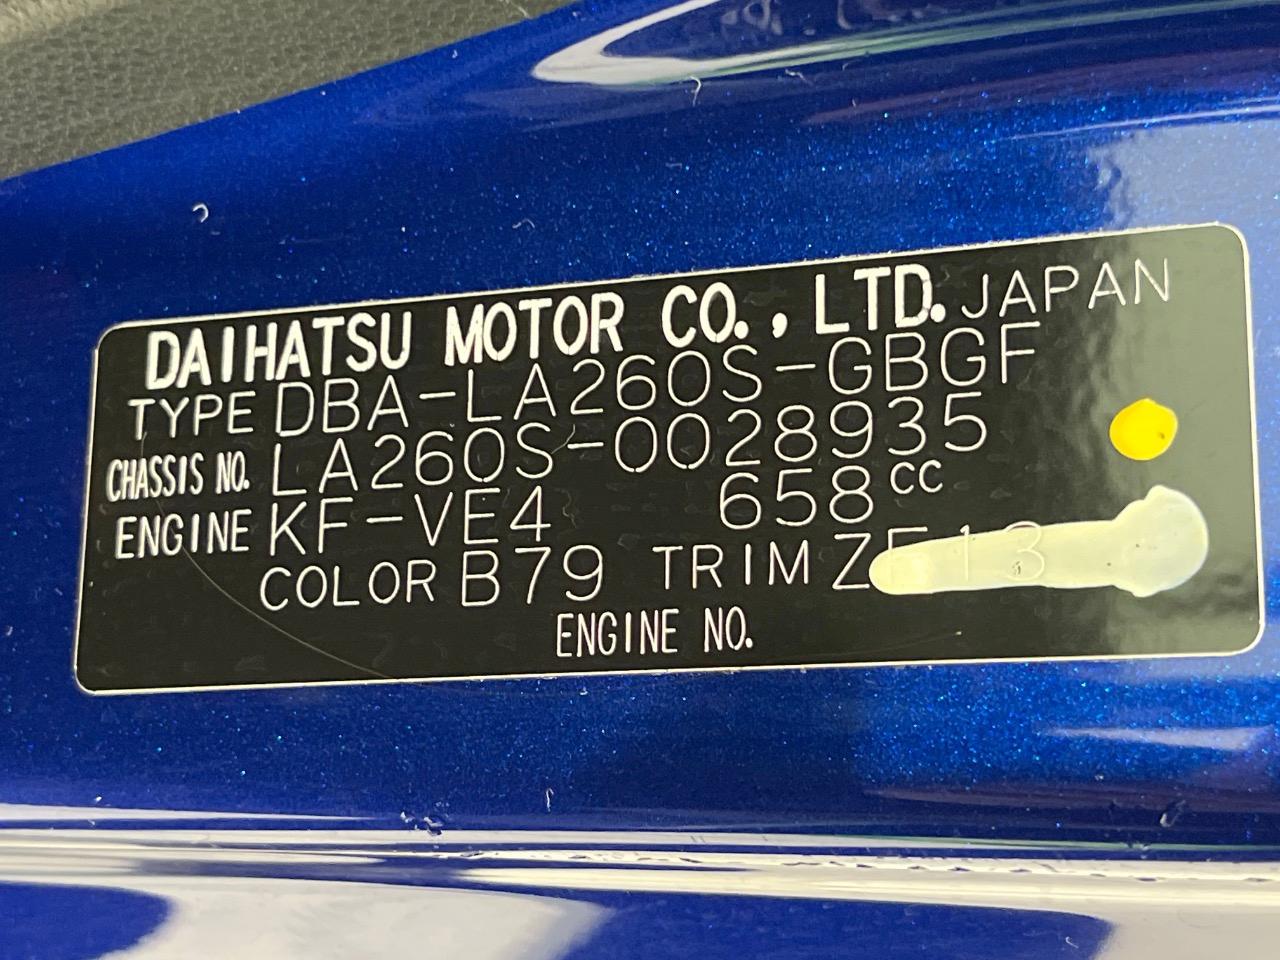 DAIHATSU MOTOR CO., LTD. JAPAN
TYPE DBA-LA260S-GBGF
CHASSIS NO. LA260S-0028935
ENGINE KF-VE4 658CC
COLOR B79 TRIM
ENGINE NO.